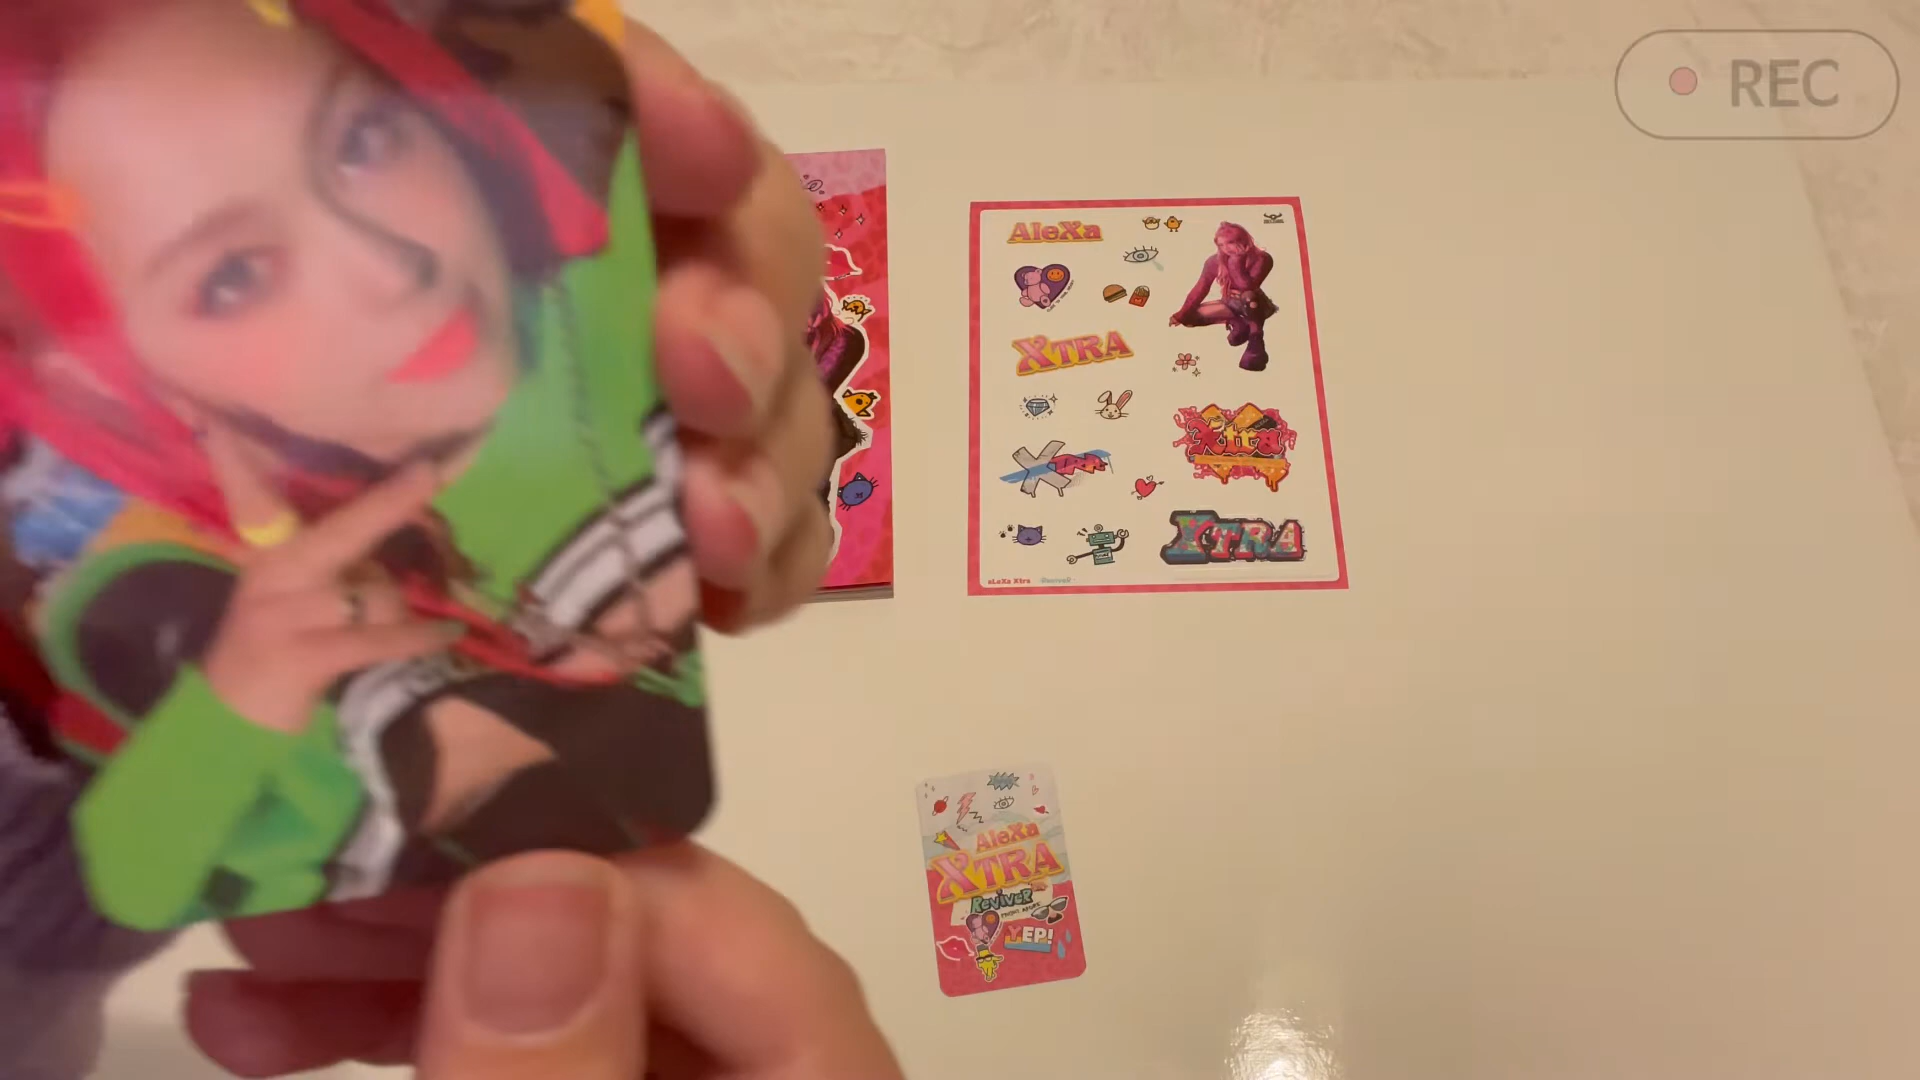 REC
AleXa
XTRA
Xtra
XTRA
aLeXa Xtra ReviveR
AleXa
XTRA
ReviveR
YEP!